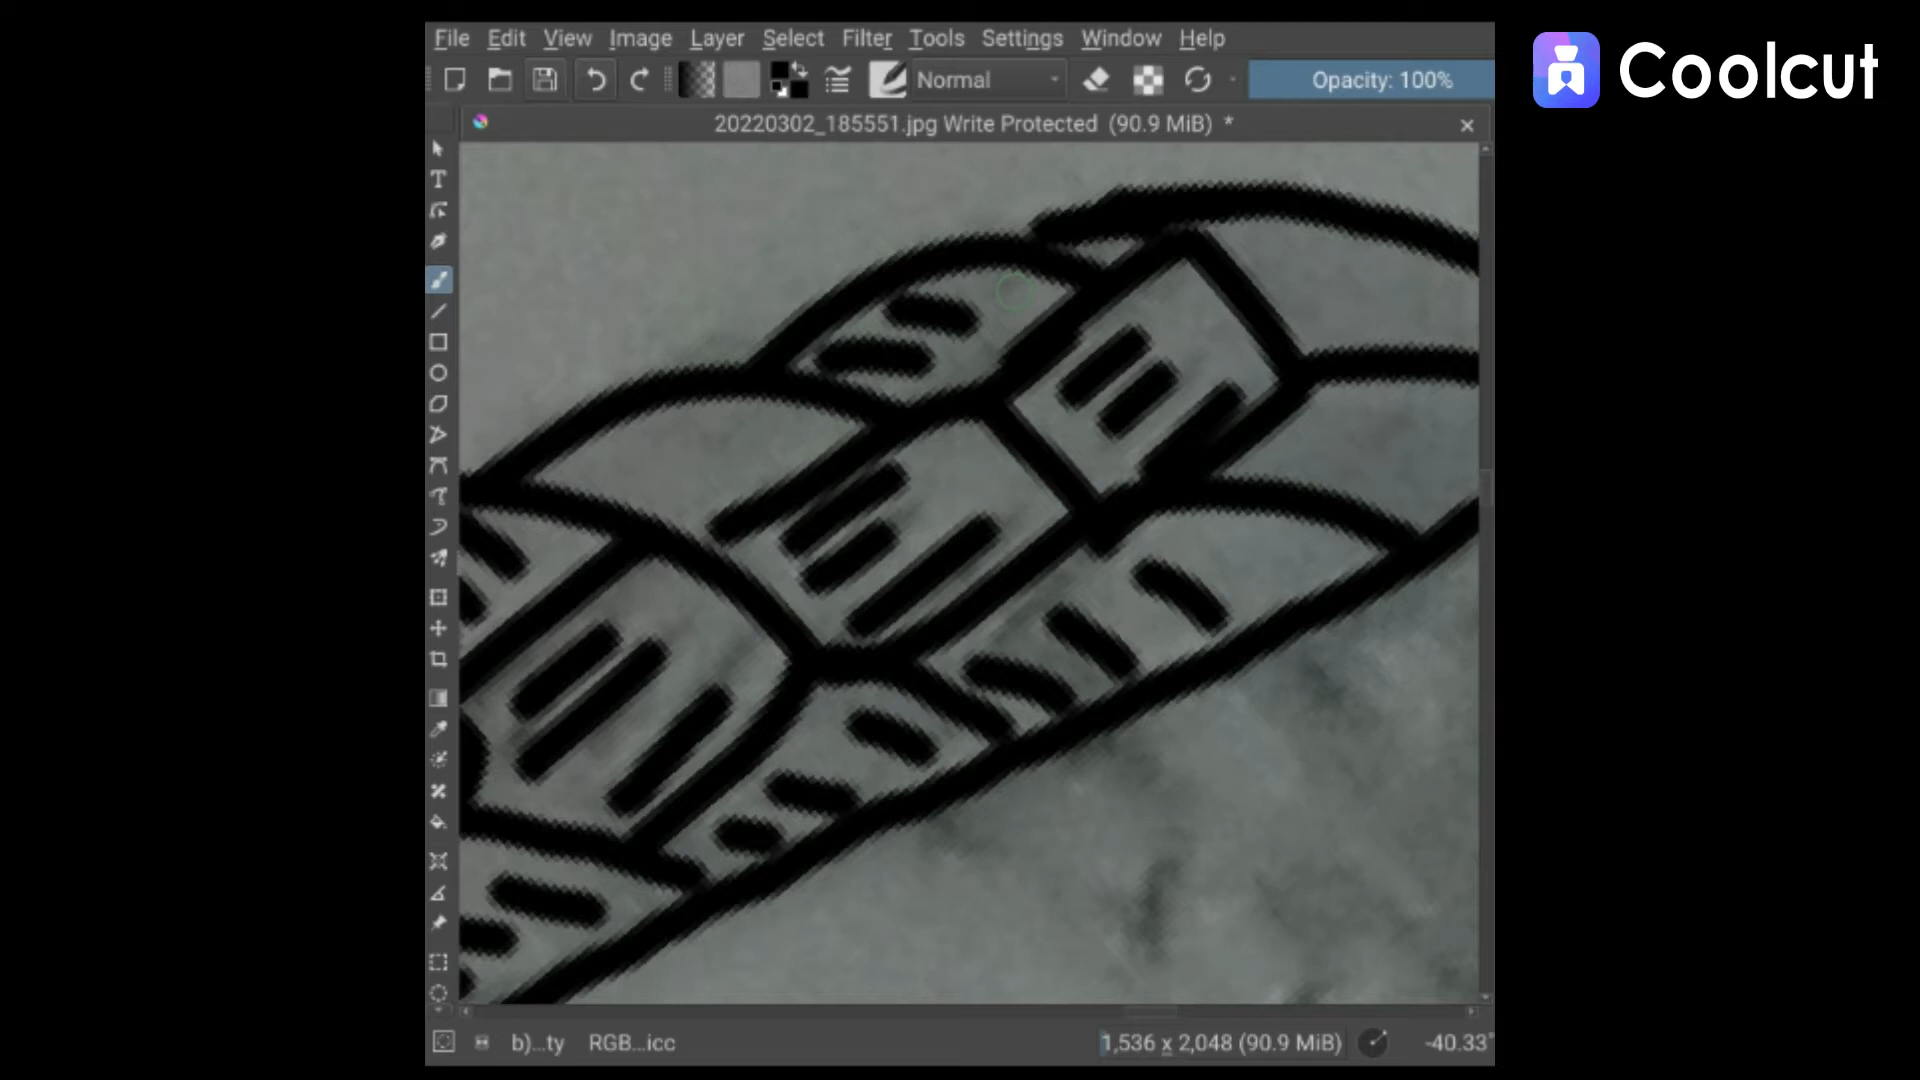 File Edit View Image Layer Select Filter Tools Settings Window Help
Coolcut
Normal
Opacity: 100%
20220302_185551.jpg Write Protected (90.9 MiB) *
T
b)...ty RGB...icc
1,536 x 2,048 (90.9 MiB)
-40.33°